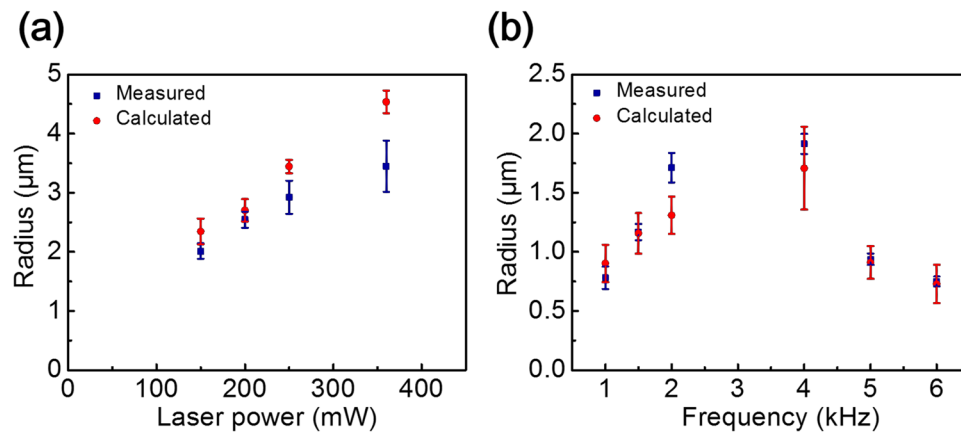 (a)
Measured
Calculated
Radius (μm)
5
4
3
2
1
0
0 100 200 300 400
Laser power (mW)
(b)
Measured
Calculated
Radius (μm)
2.5
2.0
1.5
1.0
0.5
0.0
1 2 3 4 5 6
Frequency (kHz)